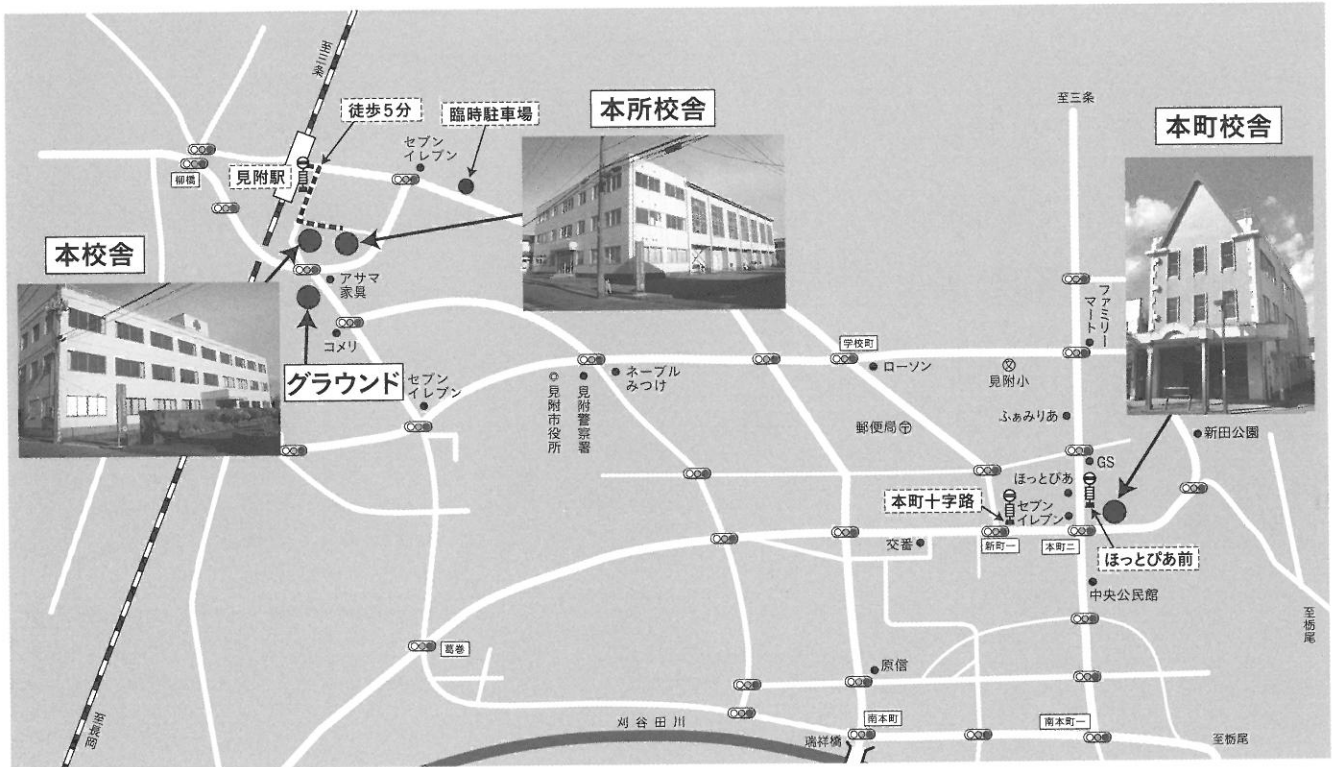 至三条
徒歩5分
臨時駐車場
本所校舎
至三条
本町校舎
セブン
イレブン
柳橋
見附駅
本校舎
アサマ
家具
コメリ
グラウンド
セブン
イレブン
ファミリー
マート
学校町
ローソン
見附小
ネーブル
みつけ
見附市役所
見附警察署
ふぁみりあ
郵便局
新田公園
GS
ほっとぴあ
本町十字路
セブン
イレブン
交番
新町一
本町二
ほっとぴあ前
中央公民館
至栃尾
葛巻
原信
至長岡
刈谷田川
南本町
南本町一
瑞祥橋
至栃尾